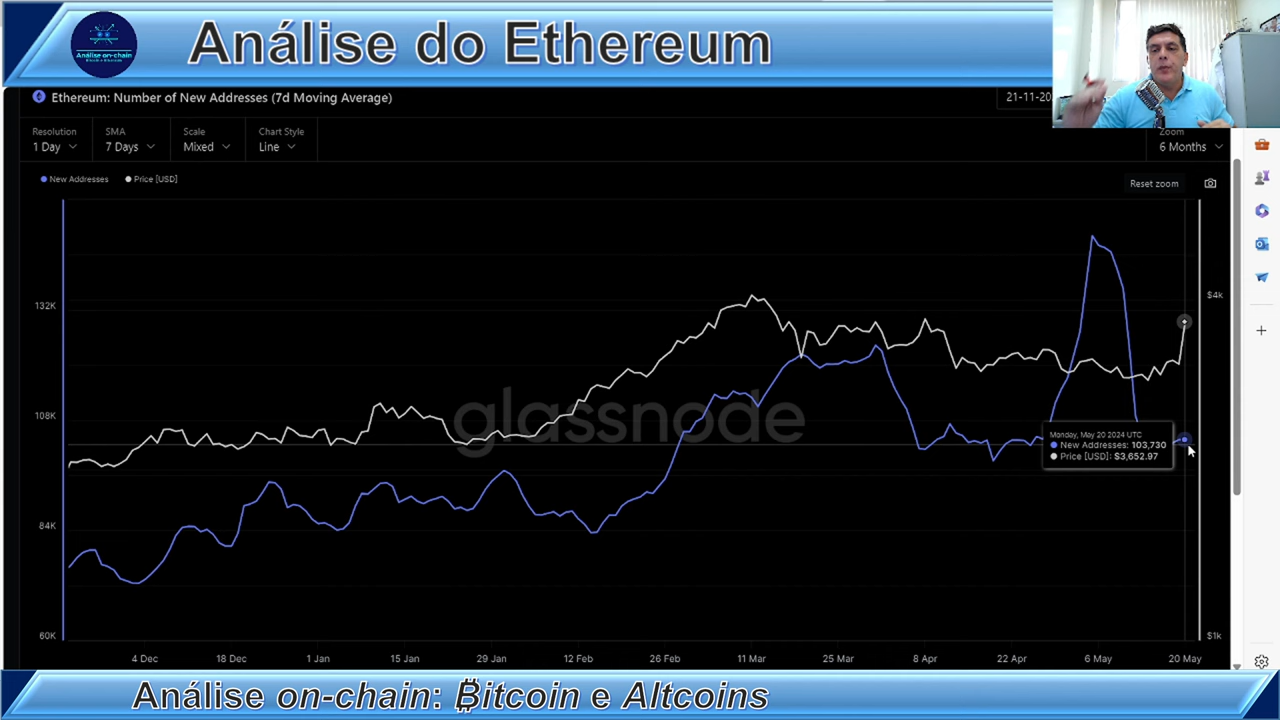 Análise do Ethereum
Análise on-chain
Ethereum: Number of New Addresses (7d Moving Average)
21-11-202
Resolution
1 Day
SMA
7 Days
Scale
Mixed
Chart Style
Line
Zoom
6 Months
New Addresses
Price [USD]
Reset zoom
132K
108K
84K
60K
$4k
$1k
glassnode
Monday, May 20 2024 UTC
New Addresses: 103,730
Price [USD]: $3,652.97
4 Dec
18 Dec
1 Jan
15 Jan
29 Jan
12 Feb
26 Feb
11 Mar
25 Mar
8 Apr
22 Apr
6 May
20 May
Análise on-chain: ₿itcoin e Altcoins